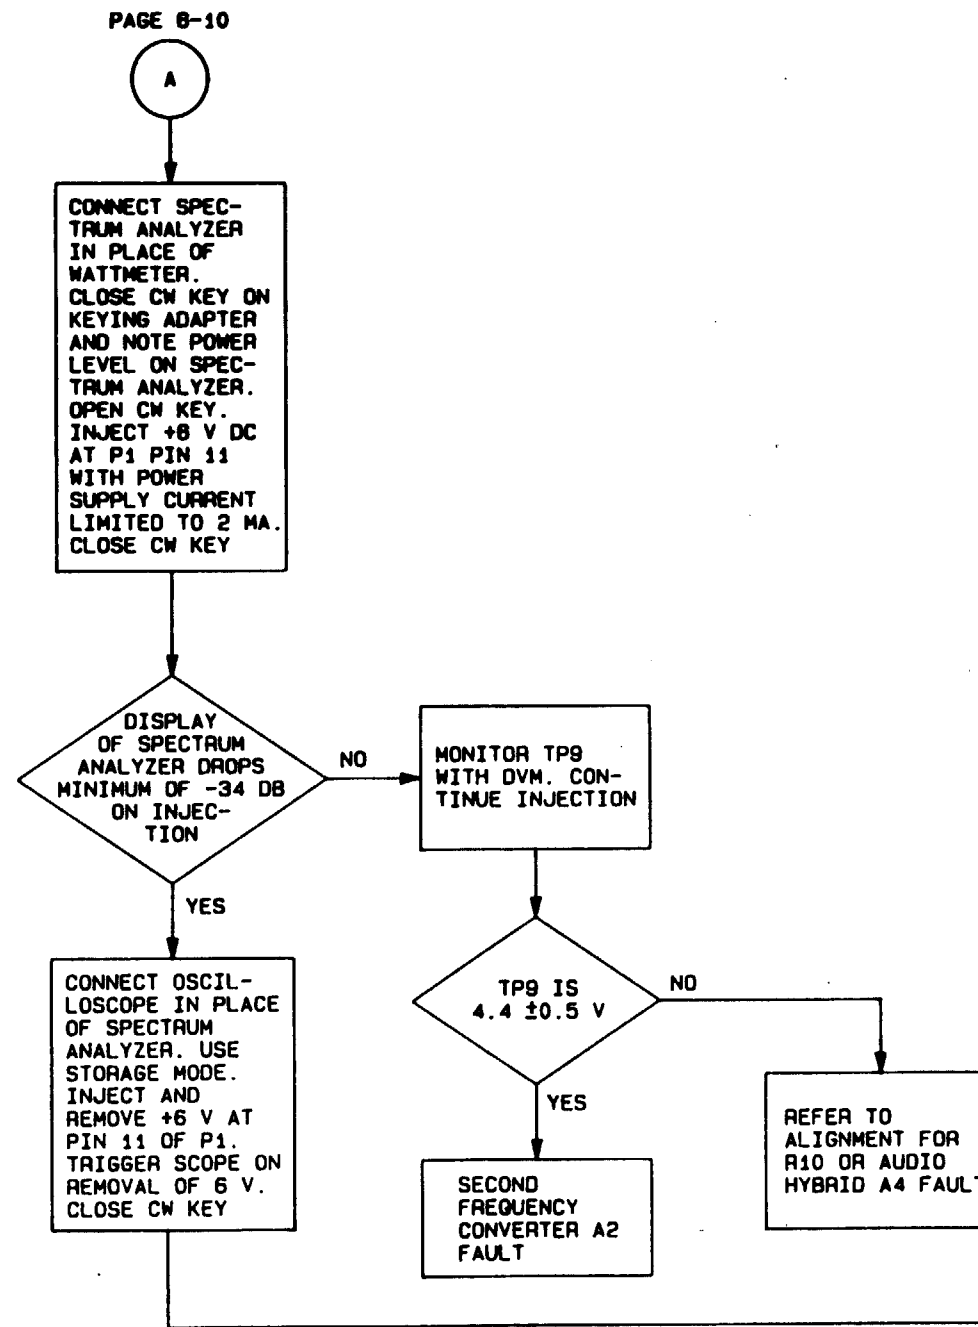 PAGE 6-10
A
CONNECT SPEC-
TRUM ANALYZER
IN PLACE OF
WATTMETER.
CLOSE CW KEY ON
KEYING ADAPTER
AND NOTE POWER
LEVEL ON SPEC-
TRUM ANALYZER.
OPEN CW KEY.
INJECT +6 V DC
AT P1 PIN 11
WITH POWER
SUPPLY CURRENT
LIMITED TO 2 MA.
CLOSE CW KEY
DISPLAY
OF SPECTRUM
ANALYZER DROPS
MINIMUM OF -34 DB
ON INJEC-
TION
NO
MONITOR TP9
WITH DVM. CON-
TINUE INJECTION
YES
CONNECT OSCIL-
LOSCOPE IN PLACE
OF SPECTRUM
ANALYZER. USE
STORAGE MODE.
INJECT AND
REMOVE +6 V AT
PIN 11 OF P1.
TRIGGER SCOPE ON
REMOVAL OF 6 V.
CLOSE CW KEY
TP9 IS
4.4 ±0.5 V
NO
YES
SECOND
FREQUENCY
CONVERTER A2
FAULT
REFER TO
ALIGNMENT FOR
R10 OR AUDIO
HYBRID A4 FAULT